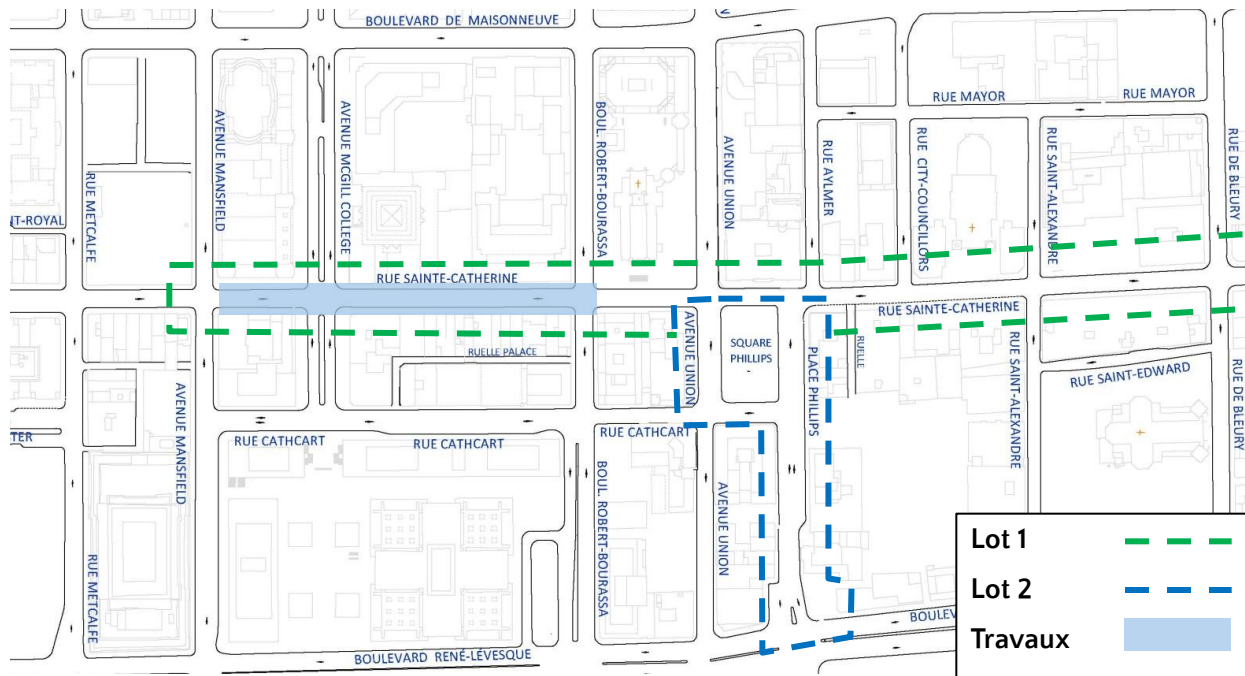 BOULEVARD DE MAISONNEUVE
RUE MAYOR
RUE MAYOR
AVENUE MANSFIELD
AVENUE MCGILL COLLEGE
BOUL. ROBERT-BOURASSA
AVENUE UNION
RUE AYLMER
RUE CITY-COUNCILLORS
RUE SAINT-ALEXANDRE
RUE DE BLEURY
RUE METCALFE
NT-ROYAL
RUE SAINTE-CATHERINE
RUE SAINTE-CATHERINE
AVENUE UNION
SQUARE
PHILLIPS
PLACE PHILLIPS
RUELLE
RUELLE PALACE
RUE SAINT-ALEXANDRE
RUE SAINT-EDWARD
RUE DE BLEURY
AVENUE MANSFIELD
TER
RUE CATHCART
RUE CATHCART
RUE CATHCART
BOUL. ROBERT-BOURASSA
AVENUE UNION
RUE METCALFE
BOULEV
BOULEVARD RENÉ-LÉVESQUE
Lot 1
Lot 2
Travaux